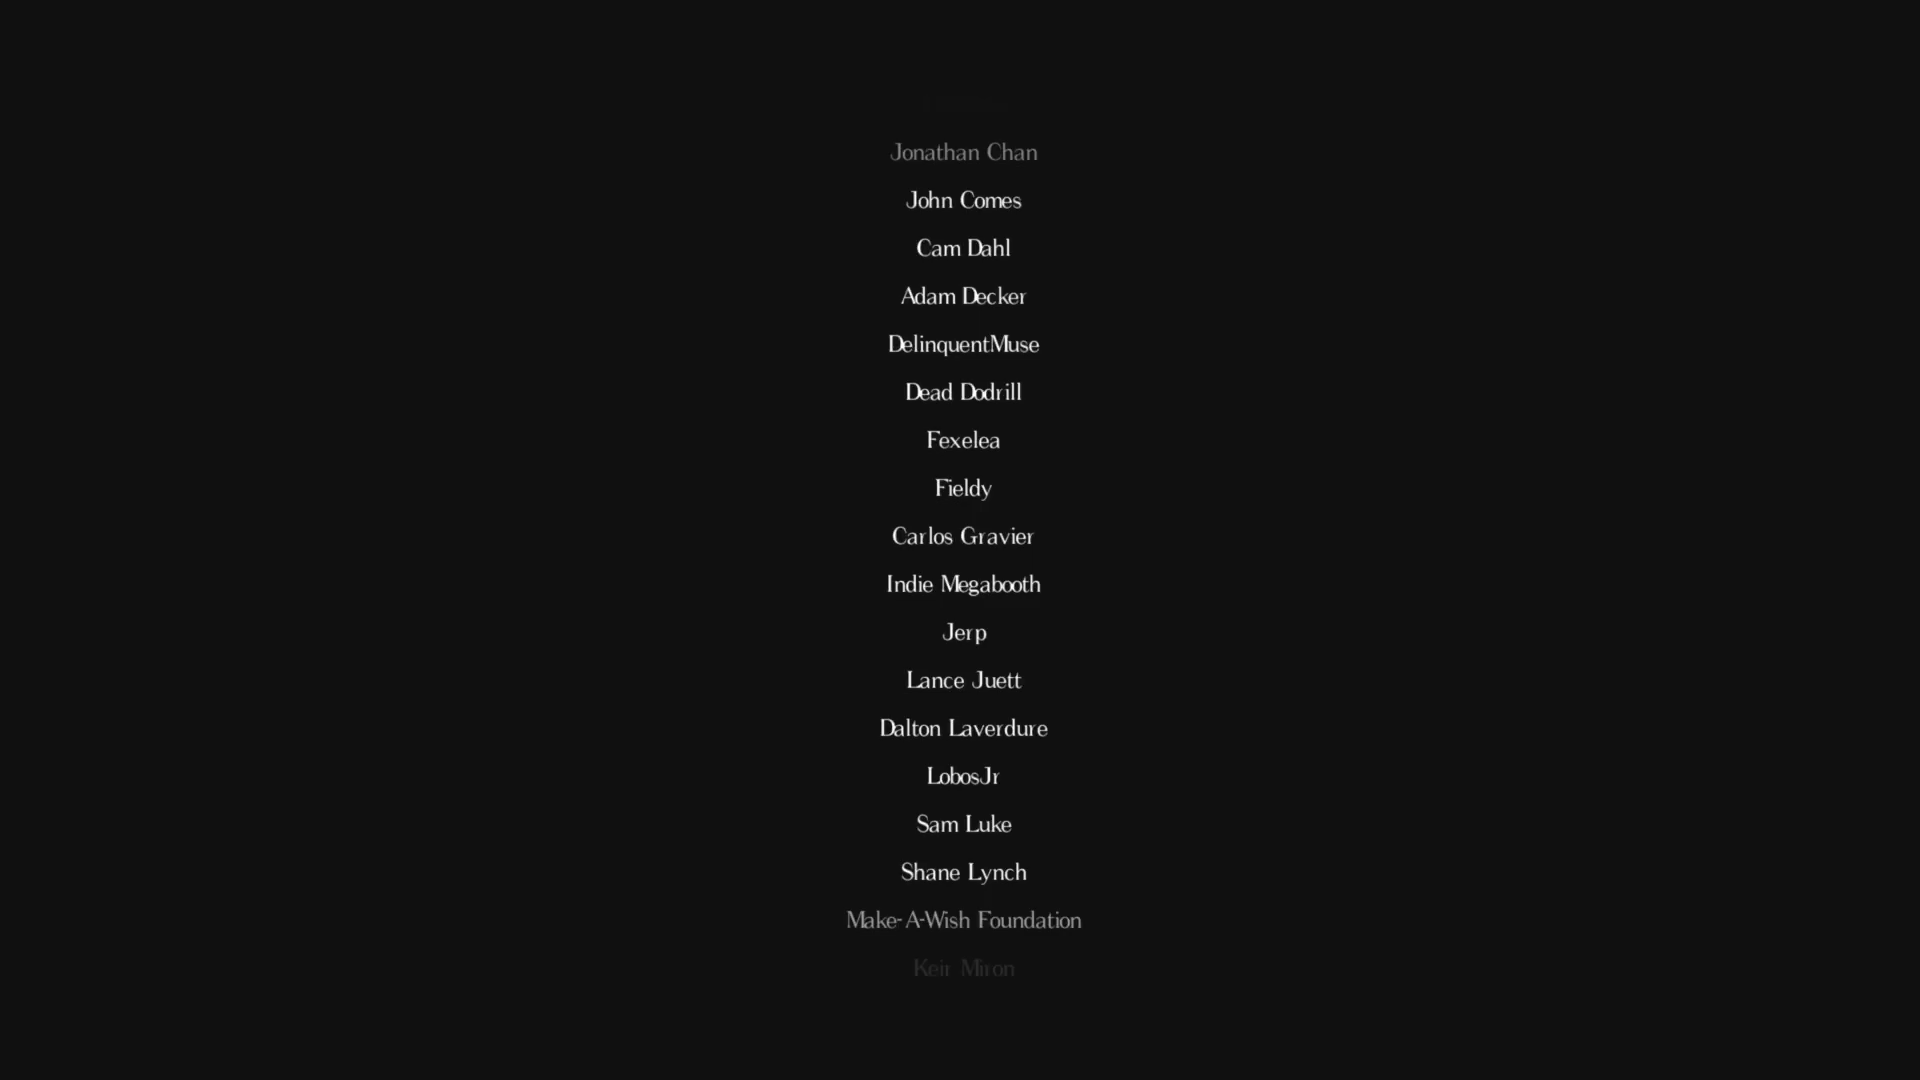 Jonathan Chan
John Comes
Cam Dahl
Adam Decker
DelinquentMuse
Dead Dodrill
Fexelea
Fieldy
Carlos Gravier
Indie Megabooth
Jerp
Lance Juett
Dalton Laverdure
LobosJr
Sam Luke
Shane Lynch
Make-A-Wish Foundation
Keir Miron